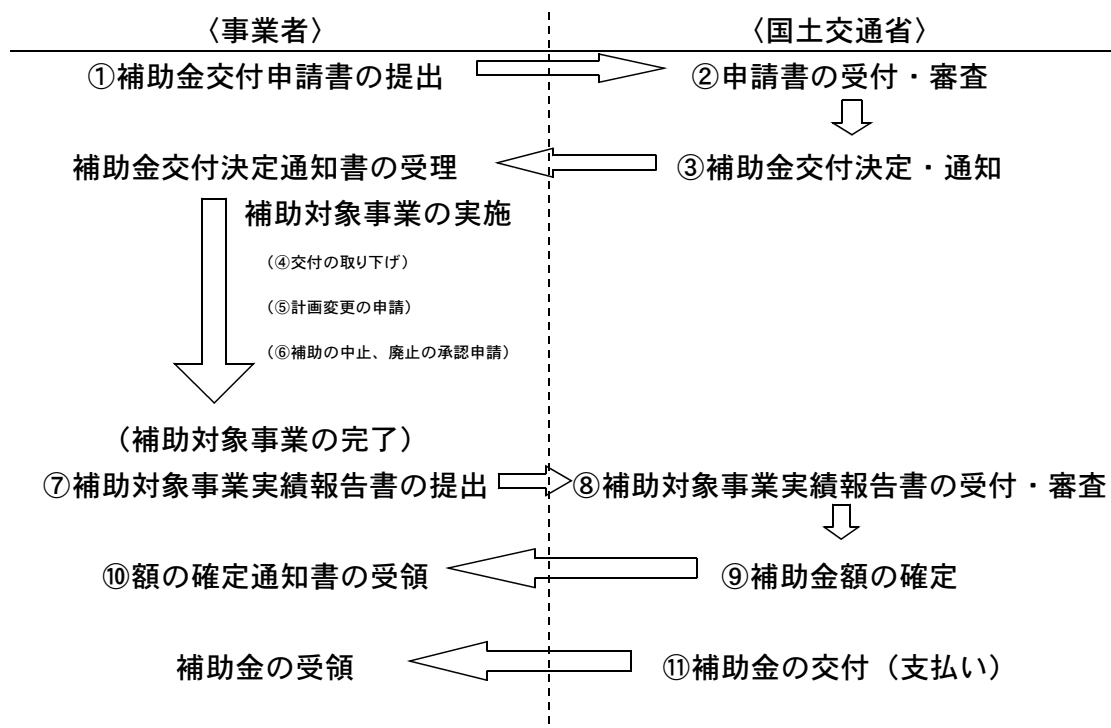 〈事業者〉 〈国土交通省〉
①補助金交付申請書の提出 ②申請書の受付・審査
補助金交付決定通知書の受理 ③補助金交付決定・通知
補助対象事業の実施
（④交付の取り下げ）
（⑤計画変更の申請）
（⑥補助の中止、廃止の承認申請）
（補助対象事業の完了）
⑦補助対象事業実績報告書の提出 ⑧補助対象事業実績報告書の受付・審査
⑩額の確定通知書の受領 ⑨補助金額の確定
補助金の受領 ⑪補助金の交付（支払い）